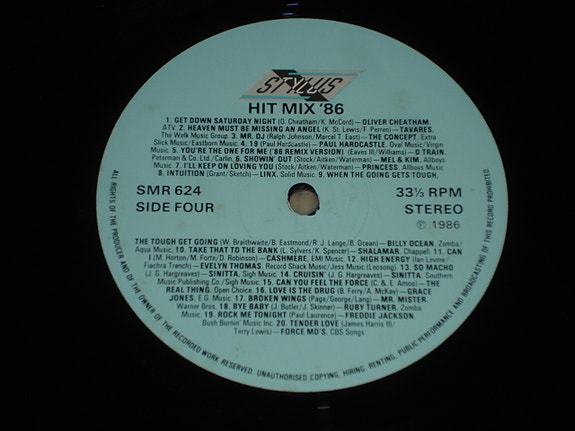 STYLUS
HIT MIX '86
1. GET DOWN SATURDAY NIGHT (O. Cheatham/K. McCord) — OLIVER CHEATHAM.
ATV. 2. HEAVEN MUST BE MISSING AN ANGEL (K. St. Lewis/F. Perren) — TAVARES.
The Welk Music Group. 3. MR. DJ (Ralph Johnson/Marcel T. East) — THE CONCEPT. Extra
Slick Music/Eastborn Music. 4. 19 (Paul Hardcastle). PAUL HARDCASTLE. Oval Music/Virgin
Music 5. YOU'RE THE ONE FOR ME ('86 REMIX VERSION) (Eaves III/Williams) — D TRAIN.
Peterman & Co. Ltd./Carlin. 6. SHOWIN' OUT (Stock/Aitken/Waterman) — MEL & KIM. Allboys
Music 7. I'LL KEEP ON LOVING YOU (Stock/Aitken/Waterman) — PRINCESS. Allboys Music
8. INTUITION (Grant/Grant) — LINX. Solid Music. 9. WHEN THE GOING GETS TOUGH,
SMR 624
SIDE FOUR
33⅓ RPM
STEREO
℗ 1986
THE TOUGH GET GOING (W. Braithwaite/B. Eastmond/R. J. Lange/B. Ocean) — BILLY OCEAN. Zomba/
Aqua Music. 10. TAKE THAT TO THE BANK (L. Sylvers/K. Spencer) — SHALAMAR. Chappell. 11. CAN
I (M. Horton/M. Forte/D. Robinson) — CASHMERE. EMI Music. 12. HIGH ENERGY (Ian Levine/
Fiachra Trench) — EVELYN THOMAS. Record Shack Music/Jess Music (Leosong). 13. SO MACHO
(J. G. Hargreaves) — SINITTA. Sigh Music. 14. CRUISIN' (J. G. Hargreaves) — SINITTA. Southern
Music Publishing Co/Sigh Music. 15. CAN YOU FEEL THE FORCE (C. & E. Amoo) — THE
REAL THING. Open Choice. 16. LOVE IS THE DRUG (B. Ferry/A. McKay) — GRACE
JONES. E.G. Music 17. BROKEN WINGS (Page/George/Lang) — MR. MISTER.
Warner Bros. 18. BYE BABY (J. Butler/J. Skinner) — RUBY TURNER. Zomba
Music. 19. ROCK ME TONIGHT (Paul Laurence) — FREDDIE JACKSON.
Bush Burnin' Music Inc. 20. TENDER LOVE (James Harris III/
Terry Lewis) — FORCE MD'S. CBS Songs
ALL RIGHTS OF THE PRODUCER AND OF THE OWNER OF THE RECORDED WORK RESERVED. UNAUTHORISED COPYING, HIRING, RENTING, PUBLIC PERFORMANCE AND BROADCASTING OF THIS RECORD PROHIBITED.